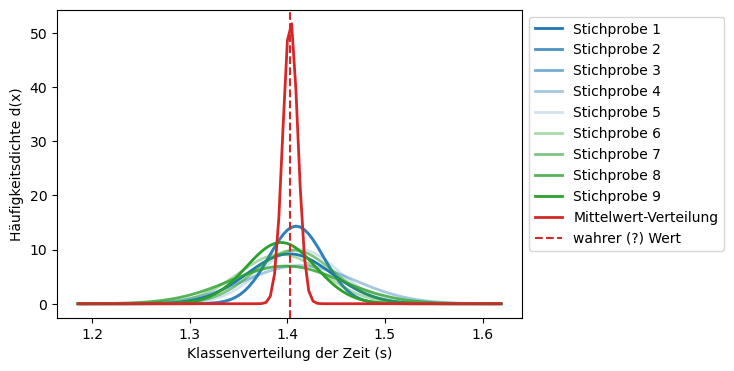 Häufigkeitsdichte d(x)
50
40
30
20
10
0
1.2
1.3
1.4
1.5
1.6
Klassenverteilung der Zeit (s)
Stichprobe 1
Stichprobe 2
Stichprobe 3
Stichprobe 4
Stichprobe 5
Stichprobe 6
Stichprobe 7
Stichprobe 8
Stichprobe 9
Mittelwert-Verteilung
wahrer (?) Wert